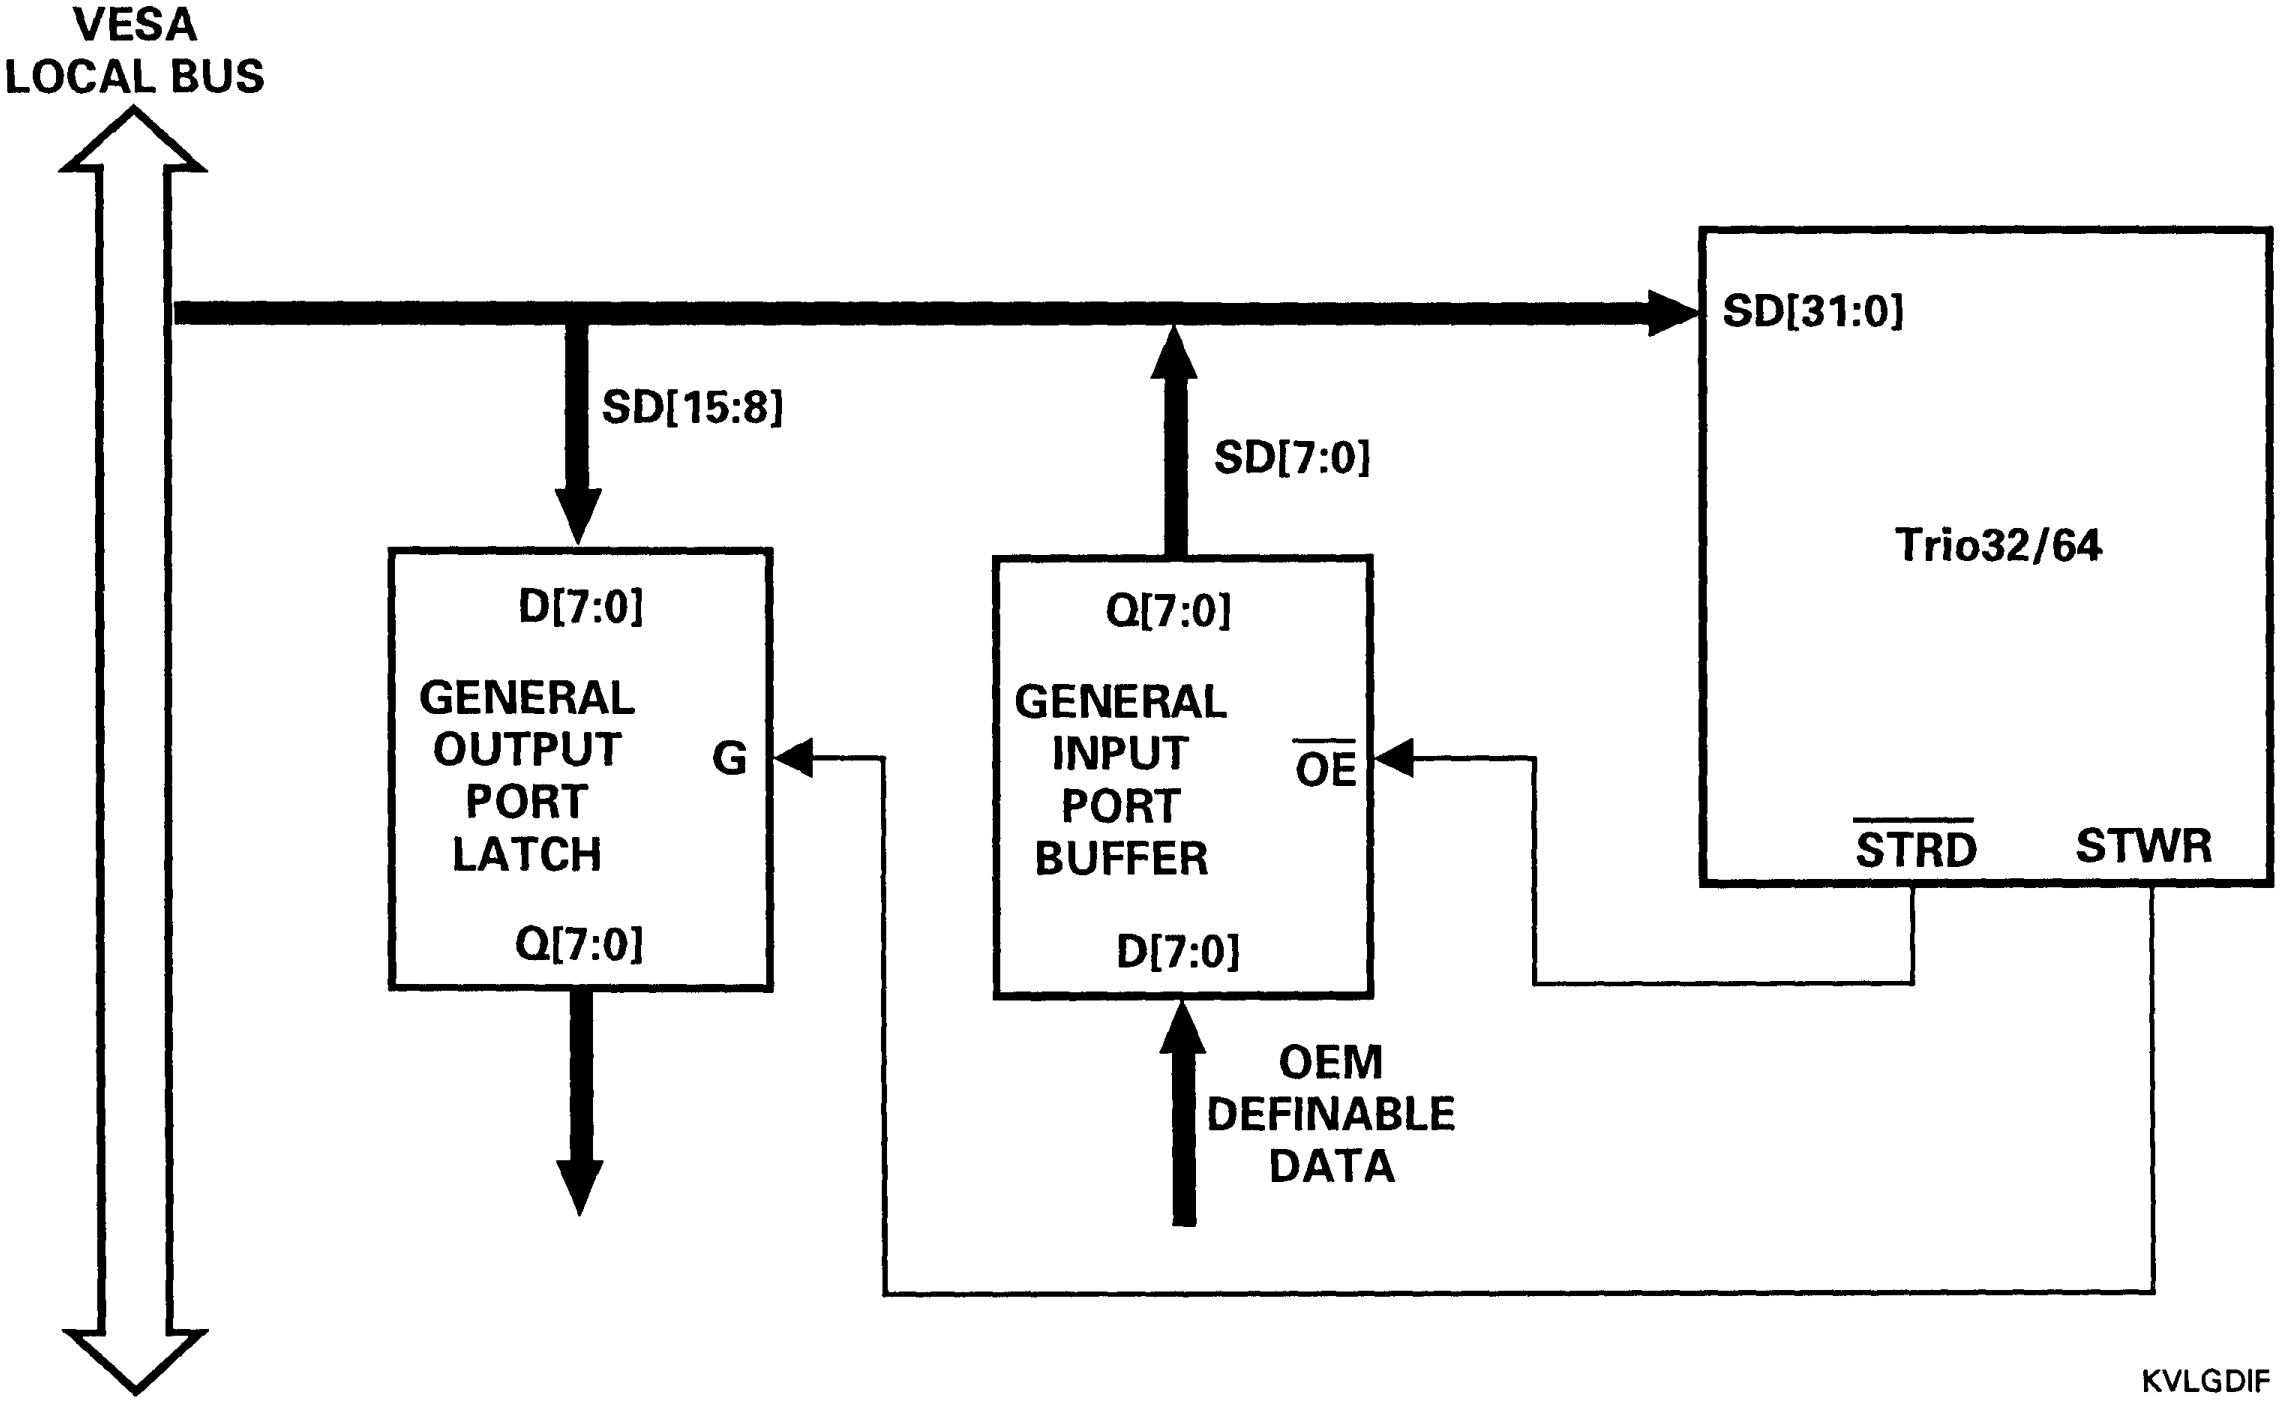 VESA
LOCAL BUS
SD[31:0]
SD[15:8]
SD[7:0]
Trio32/64
D[7:0]
GENERAL
OUTPUT
PORT
LATCH
G
Q[7:0]
Q[7:0]
GENERAL
INPUT
PORT
BUFFER
OE
D[7:0]
STRD
STWR
OEM
DEFINABLE
DATA
KVLGDIF